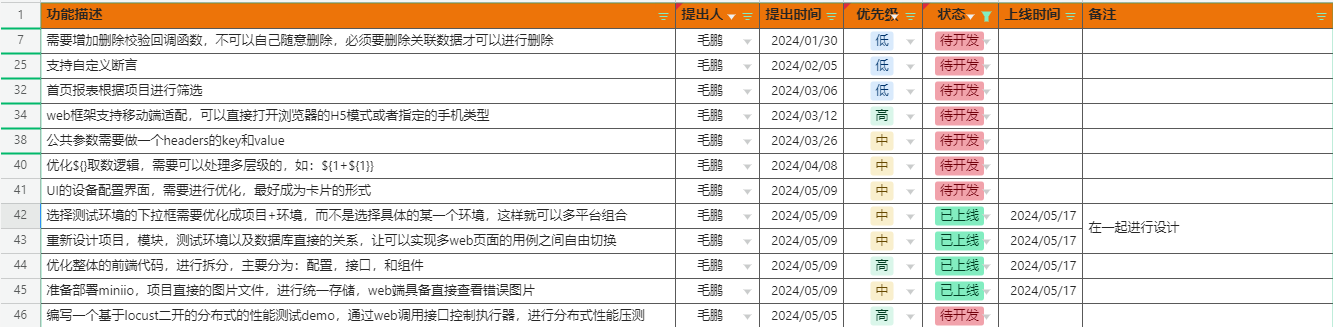 1 功能描述 提出人 提出时间 优先级 状态 上线时间 备注
7 需要增加删除校验回调函数，不可以自己随意删除，必须要删除关联数据才可以进行删除 毛鹏 2024/01/30 低 待开发
25 支持自定义断言 毛鹏 2024/02/05 低 待开发
32 首页报表根据项目进行筛选 毛鹏 2024/03/06 低 待开发
34 web框架支持移动端适配，可以直接打开浏览器的H5模式或者指定的手机类型 毛鹏 2024/03/12 高 待开发
38 公共参数需要做一个headers的key和value 毛鹏 2024/03/26 中 待开发
40 优化${}取数逻辑，需要可以处理多层级的，如：${1+${1}} 毛鹏 2024/04/08 中 待开发
41 UI的设备配置界面，需要进行优化，最好成为卡片的形式 毛鹏 2024/05/09 中 待开发
42 选择测试环境的下拉框需要优化成项目+环境，而不是选择具体的某一个环境，这样就可以多平台组合 毛鹏 2024/05/09 中 已上线 2024/05/17
在一起进行设计
43 重新设计项目，模块，测试环境以及数据库直接的关系，让可以实现多web页面的用例之间自由切换 毛鹏 2024/05/09 中 已上线 2024/05/17
44 优化整体的前端代码，进行拆分，主要分为：配置，接口，和组件 毛鹏 2024/05/09 高 已上线 2024/05/17
45 准备部署miniio，项目直接的图片文件，进行统一存储，web端具备直接查看错误图片 毛鹏 2024/05/09 中 已上线 2024/05/17
46 编写一个基于locust二开的分布式的性能测试demo，通过web调用接口控制执行器，进行分布式性能压测 毛鹏 2024/05/05 高 待开发